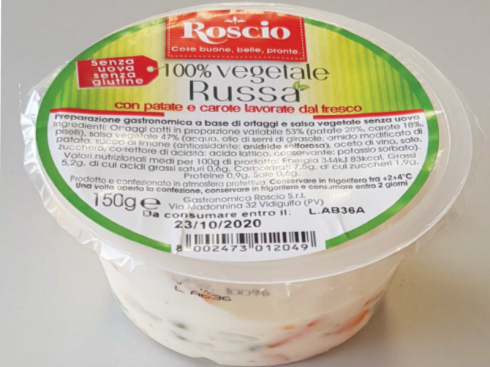 Roscio
Cose buone, belle, pronte.
Senza
uova
senza
glutine
100% vegetale
Russa
con patate e carote lavorate dal fresco
Preparazione gastronomica a base di ortaggi e salsa vegetale senza uovo.
Ingredienti: Ortaggi cotti in proporzione variabile 53% (patate 28%, carote 18%,
piselli), salsa vegetale 47% (acqua, olio di semi di girasole, amido modificato di
patata, succo di limone (antiossidante: anidride solforosa), aceto di vino, sale,
zucchero, correttore di acidità: acido lattico, conservante: potassio sorbato).
Valori nutrizionali medi per 100g di prodotto: Energia 344kJ 83kcal, Grassi
5,2g, di cui acidi grassi saturi 0,6g, Carboidrati 7,6g, di cui zuccheri 1,9g,
Proteine 0,9g, Sale 0,6g.
Prodotto e confezionato in atmosfera protettiva. Conservare in frigorifero fra +2+4°C
Una volta aperta la confezione, conservare in frigorifero e consumare entro 2 giorni
150g e
Gastronomica Roscio S.r.l.
Via Madonnina 32 Vidigulfo (PV)
Da consumare entro il: L.AB36A
23/10/2020
8 002473 012049
100%
L AB36